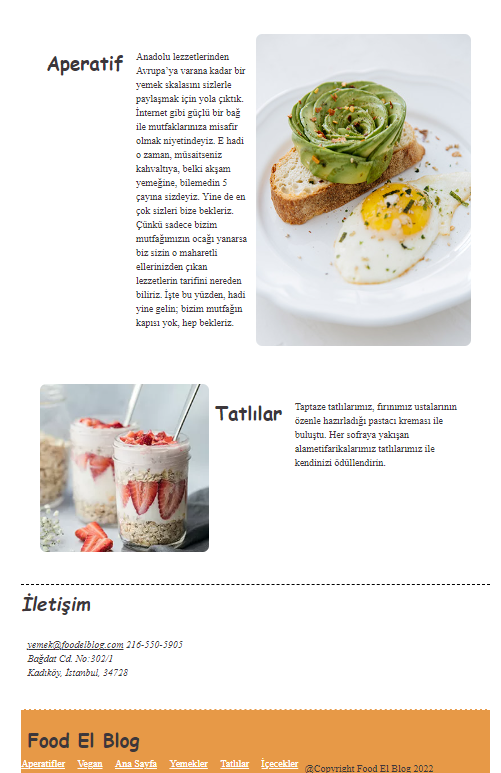 Aperatif
Anadolu lezzetlerinden
Avrupa'ya varana kadar bir
yemek skalasını sizlerle
paylaşmak için yola çıktık.
İnternet gibi güçlü bir bağ
ile mutfaklarınıza misafir
olmak niyetindeyiz. E hadi
o zaman, müsaitseniz
kahvaltıya, belki akşam
yemeğine, bilemedin 5
çayına sizdeyiz. Yine de en
çok sizleri bize bekleriz.
Çünkü sadece bizim
mutfağımızın ocağı yanarsa
biz sizin o maharetli
ellerinizden çıkan
lezzetlerin tarifini nereden
biliriz. İşte bu yüzden, hadi
yine gelin; bizim mutfağın
kapısı yok, hep bekleriz.
Tatlılar
Taptaze tatlılarımız, fırınımız ustalarının
özenle hazırladığı pastacı kreması ile
buluştu. Her sofraya yakışan
alametifarikalarımız tatlılarımız ile
kendinizi ödüllendirin.
İletişim
yemek@foodelblog.com 216-550-5905
Bağdat Cd. No:302/1
Kadıköy, İstanbul, 34728
Food El Blog
Aperatifler Vegan Ana Sayfa Yemekler Tatlılar İçecekler @Copyright Food El Blog 2022